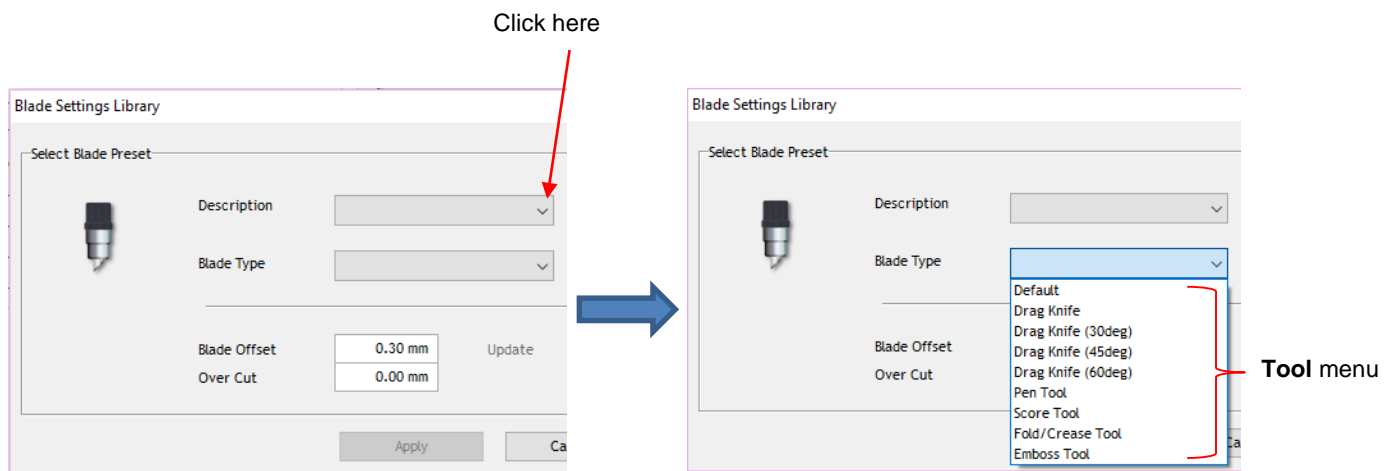 Click here
Blade Settings Library
Select Blade Preset
Description
Blade Type
Blade Offset 0.30 mm Update
Over Cut 0.00 mm
Apply Ca
Blade Settings Library
Select Blade Preset
Description
Blade Type
Default
Drag Knife
Drag Knife (30deg)
Drag Knife (45deg)
Drag Knife (60deg)
Pen Tool
Score Tool
Fold/Crease Tool
Emboss Tool
Blade Offset
Over Cut
Ca
Tool menu